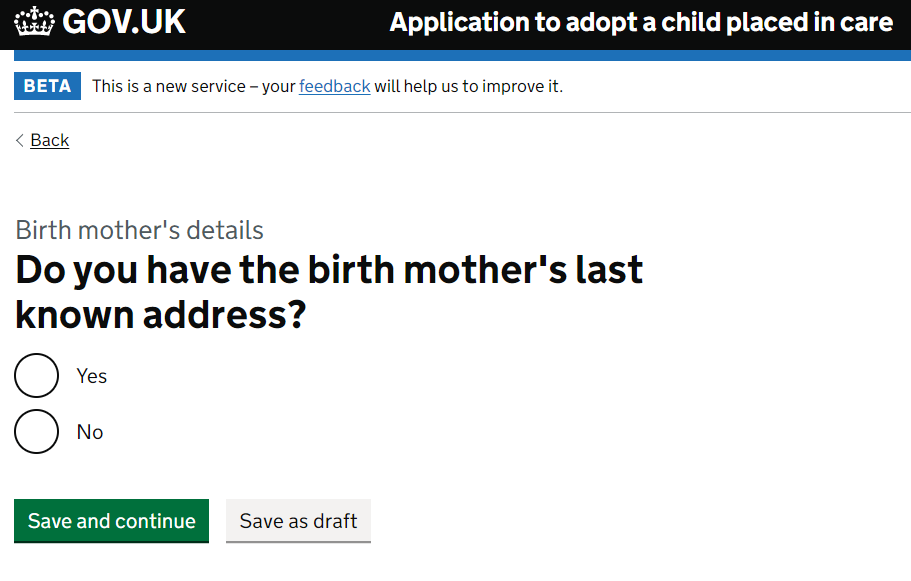 GOV.UK
Application to adopt a child placed in care
BETA This is a new service – your feedback will help us to improve it.
Back
Birth mother's details
Do you have the birth mother's last
known address?
Yes
No
Save and continue
Save as draft